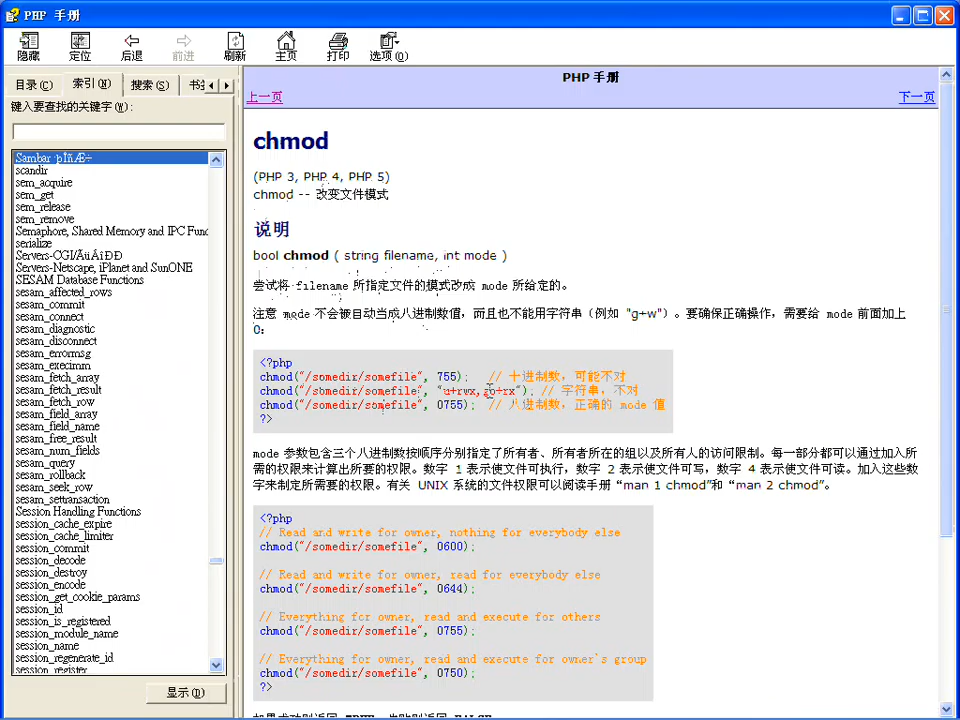 PHP 手册
隐藏 定位 后退 前进 刷新 主页 打印 选项(O)
目录(C) 索引(N) 搜索(S)
键入要查找的关键字(W):
scandir
sem_acquire
sem_get
sem_release
sem_remove
Semaphore, Shared Memory and IPC Func
serialize
Servers-Netscape, iPlanet and SunONE
SESAM Database Functions
sesam_affected_rows
sesam_commit
sesam_connect
sesam_diagnostic
sesam_disconnect
sesam_errormsg
sesam_execimm
sesam_fetch_array
sesam_fetch_result
sesam_fetch_row
sesam_field_array
sesam_field_name
sesam_free_result
sesam_num_fields
sesam_query
sesam_rollback
sesam_seek_row
sesam_settransaction
Session Handling Functions
session_cache_expire
session_cache_limiter
session_commit
session_decode
session_destroy
session_encode
session_get_cookie_params
session_id
session_is_registered
session_module_name
session_name
session_regenerate_id
session_register
显示(D)
PHP 手册
上一页 下一页
chmod
(PHP 3, PHP 4, PHP 5)
chmod -- 改变文件模式
说明
bool chmod ( string filename, int mode )
尝试将 filename 所指定文件的模式改成 mode 所给定的。
注意 mode 不会被自动当成八进制数值，而且也不能用字符串（例如 "g+w"）。要确保正确操作，需要给 mode 前面加上
0：
<?php
chmod("/somedir/somefile", 755); // 十进制数，可能不对
chmod("/somedir/somefile", "u+rwx,go+rx"); // 字符串，不对
chmod("/somedir/somefile", 0755); // 八进制数，正确的 mode 值
?>
mode 参数包含三个八进制数按顺序分别指定了所有者、所有者所在的组以及所有人的访问限制。每一部分都可以通过加入所
需的权限来计算出所要的权限。数字 1 表示使文件可执行，数字 2 表示使文件可写，数字 4 表示使文件可读。加入这些数
字来制定所需要的权限。有关 UNIX 系统的文件权限可以阅读手册“man 1 chmod”和“man 2 chmod”。
<?php
// Read and write for owner, nothing for everybody else
chmod("/somedir/somefile", 0600);
// Read and write for owner, read for everybody else
chmod("/somedir/somefile", 0644);
// Everything for owner, read and execute for others
chmod("/somedir/somefile", 0755);
// Everything for owner, read and execute for owner's group
chmod("/somedir/somefile", 0750);
?>
如果成功则返回 TRUE，失败则返回 FALSE